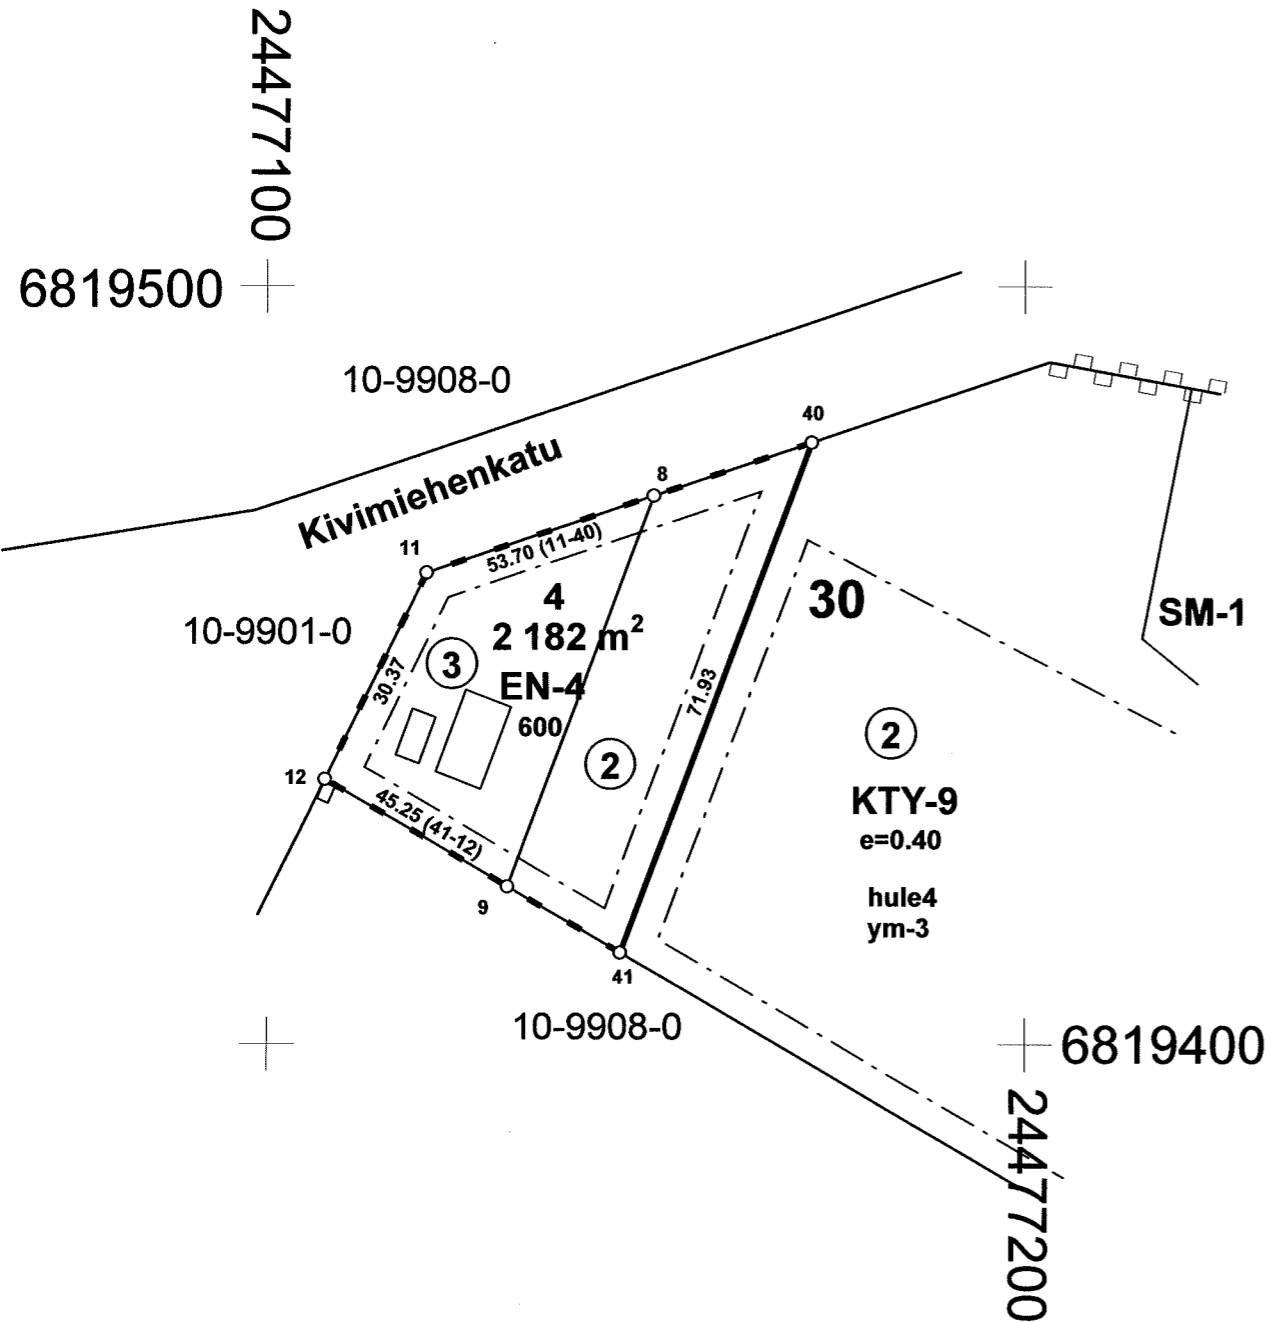 24477100
6819500
10-9908-0
Kivimiehenkatu
40
8
11
53.70 (11-40)
10-9901-0
4
2 182 m²
30
SM-1
3
30.37
EN-4
71.93
600
2
2
12
45.25 (41-12)
KTY-9
e=0.40
hule4
ym-3
9
41
10-9908-0
6819400
24477200